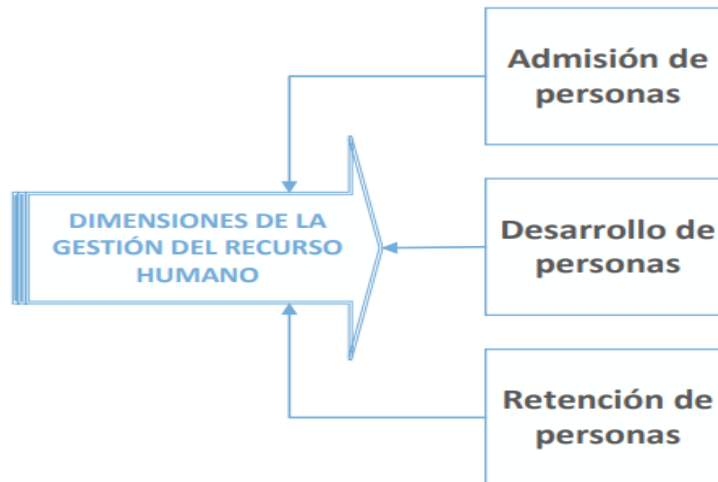 Admisión de
personas
DIMENSIONES DE LA
GESTIÓN DEL RECURSO
HUMANO
Desarrollo de
personas
Retención de
personas